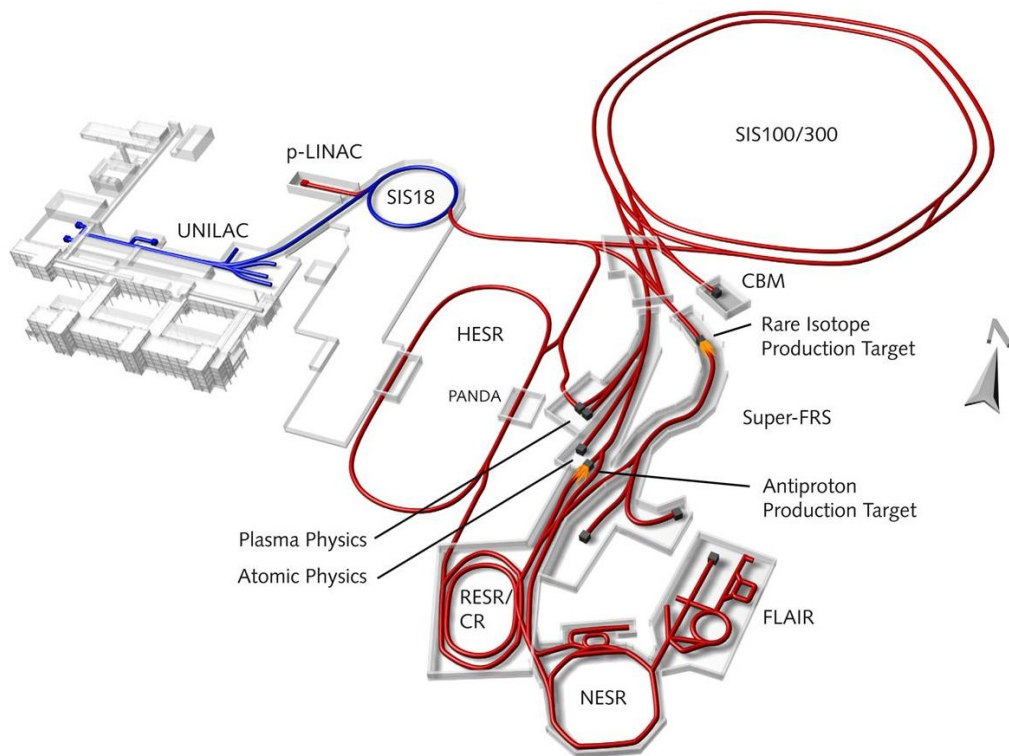 SIS100/300
p-LINAC
SIS18
UNILAC
CBM
HESR
Rare Isotope
Production Target
PANDA
Super-FRS
Antiproton
Production Target
Plasma Physics
Atomic Physics
RESR/
CR
FLAIR
NESR